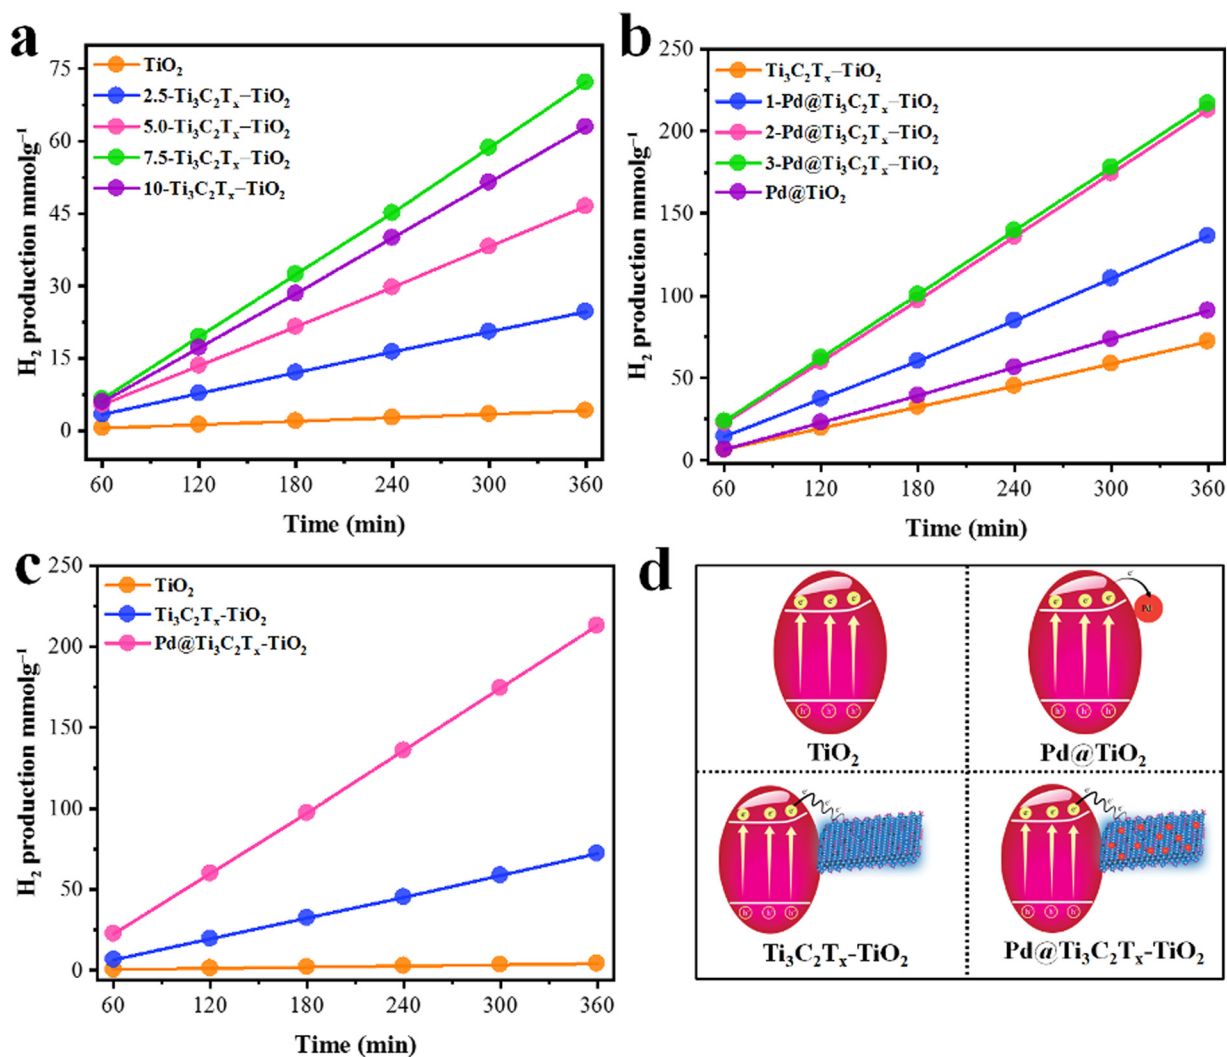 a
TiO₂
2.5-Ti₃C₂Tₓ–TiO₂
5.0-Ti₃C₂Tₓ–TiO₂
7.5-Ti₃C₂Tₓ–TiO₂
10-Ti₃C₂Tₓ–TiO₂
H₂ production mmolg⁻¹
75
60
45
30
15
0
60 120 180 240 300 360
Time (min)
b
Ti₃C₂Tₓ–TiO₂
1-Pd@Ti₃C₂Tₓ–TiO₂
2-Pd@Ti₃C₂Tₓ–TiO₂
3-Pd@Ti₃C₂Tₓ–TiO₂
Pd@TiO₂
H₂ production mmolg⁻¹
250
200
150
100
50
0
60 120 180 240 300 360
Time (min)
c
TiO₂
Ti₃C₂Tₓ-TiO₂
Pd@Ti₃C₂Tₓ-TiO₂
H₂ production mmolg⁻¹
250
200
150
100
50
0
60 120 180 240 300 360
Time (min)
d
e⁻ e⁻ e⁻
h⁺ h⁺ h⁺
TiO₂
e⁻
e⁻ e⁻ e⁻
Pd
h⁺ h⁺ h⁺
Pd@TiO₂
e⁻ e⁻
e⁻ e⁻ e⁻
h⁺ h⁺ h⁺
Ti₃C₂Tₓ-TiO₂
e⁻ e⁻
e⁻ e⁻ e⁻
h⁺ h⁺ h⁺
Pd@Ti₃C₂Tₓ-TiO₂